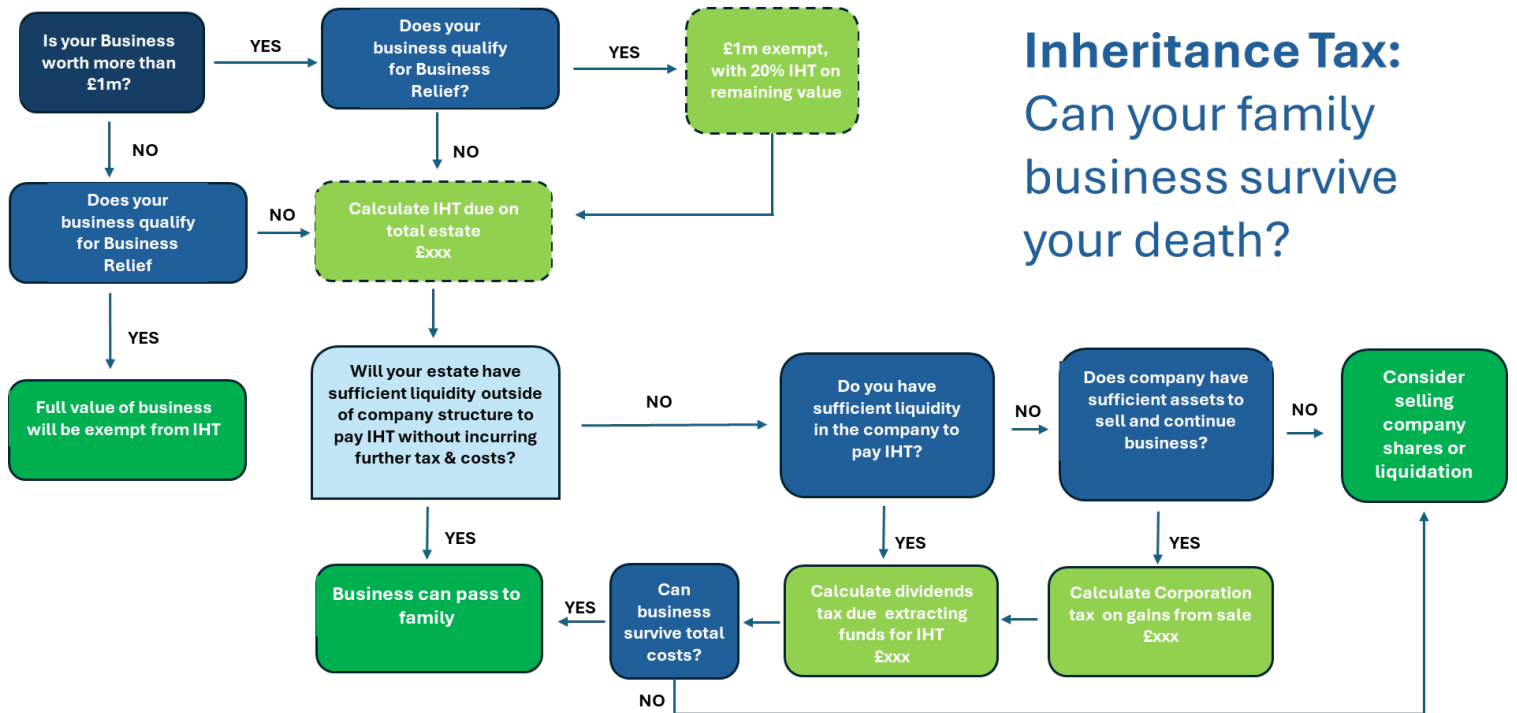 Is your Business
worth more than
£1m?
YES
Does your
business qualify
for Business
Relief?
YES
£1m exempt,
with 20% IHT on
remaining value
Inheritance Tax:
Can your family
business survive
your death?
NO
NO
Does your
business qualify
for Business
Relief
NO
Calculate IHT due on
total estate
£xxx
YES
Full value of business
will be exempt from IHT
Will your estate have
sufficient liquidity outside
of company structure to
pay IHT without incurring
further tax & costs?
NO
Do you have
sufficient liquidity
in the company to
pay IHT?
NO
Does company have
sufficient assets to
sell and continue
business?
NO
Consider
selling
company
shares or
liquidation
YES
YES
YES
Business can pass to
family
YES
Can
business
survive total
costs?
Calculate dividends
tax due extracting
funds for IHT
£xxx
Calculate Corporation
tax on gains from sale
£xxx
NO